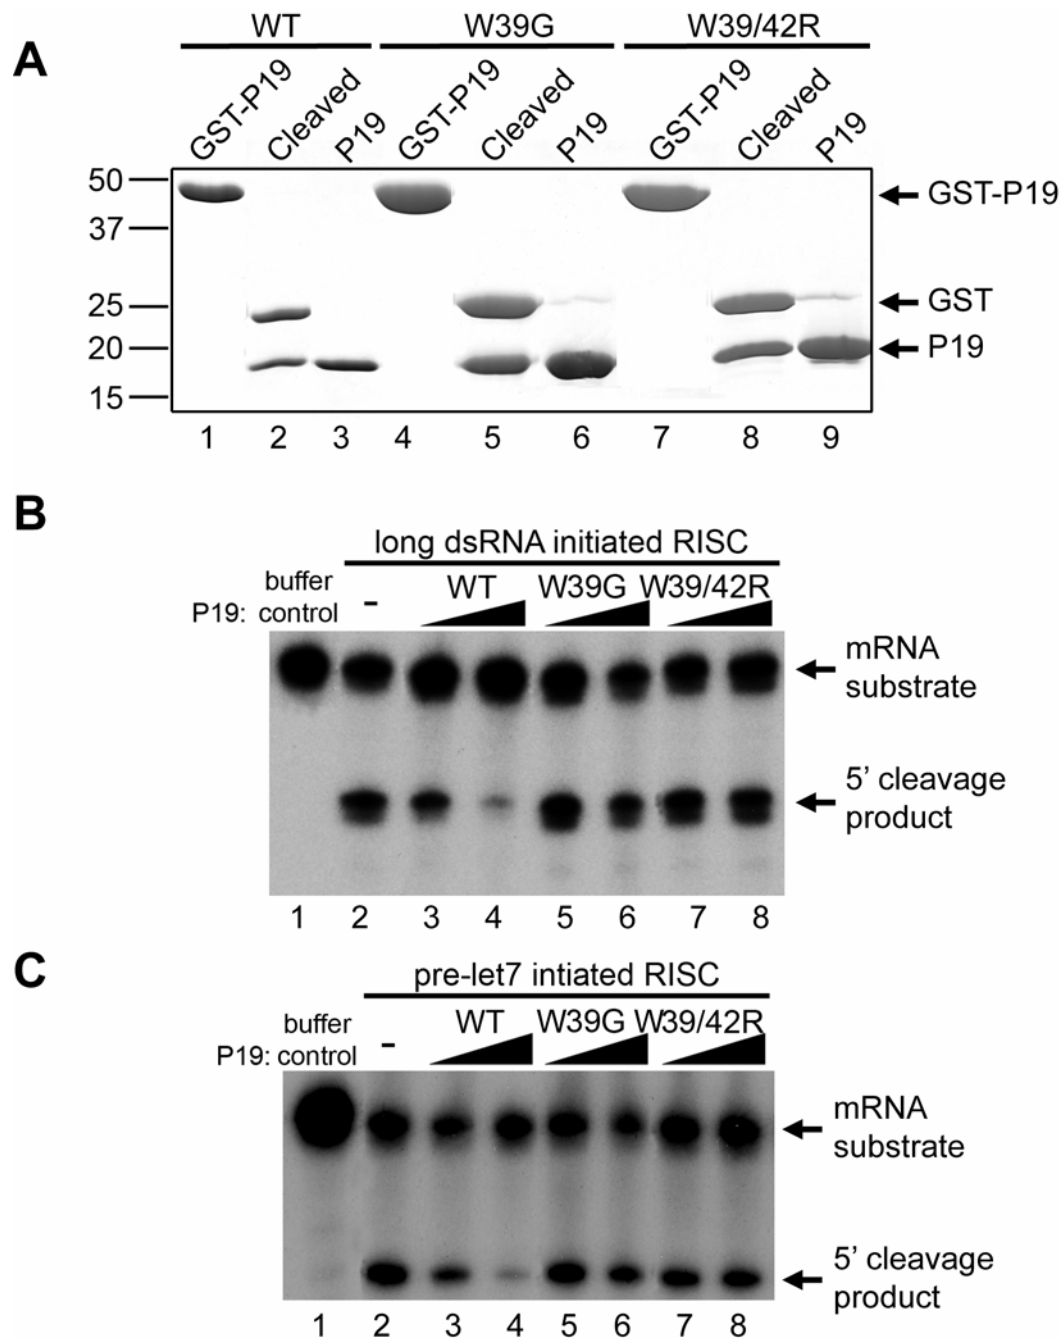 A
WT W39G W39/42R
GST-P19 Cleaved P19 GST-P19 Cleaved P19 GST-P19 Cleaved P19
50
37
25
20
15
GST-P19
GST
P19
1 2 3 4 5 6 7 8 9
B
long dsRNA initiated RISC
buffer
P19: control - WT W39G W39/42R
mRNA
substrate
5’ cleavage
product
1 2 3 4 5 6 7 8
C
pre-let7 intiated RISC
buffer
P19: control - WT W39G W39/42R
mRNA
substrate
5’ cleavage
product
1 2 3 4 5 6 7 8